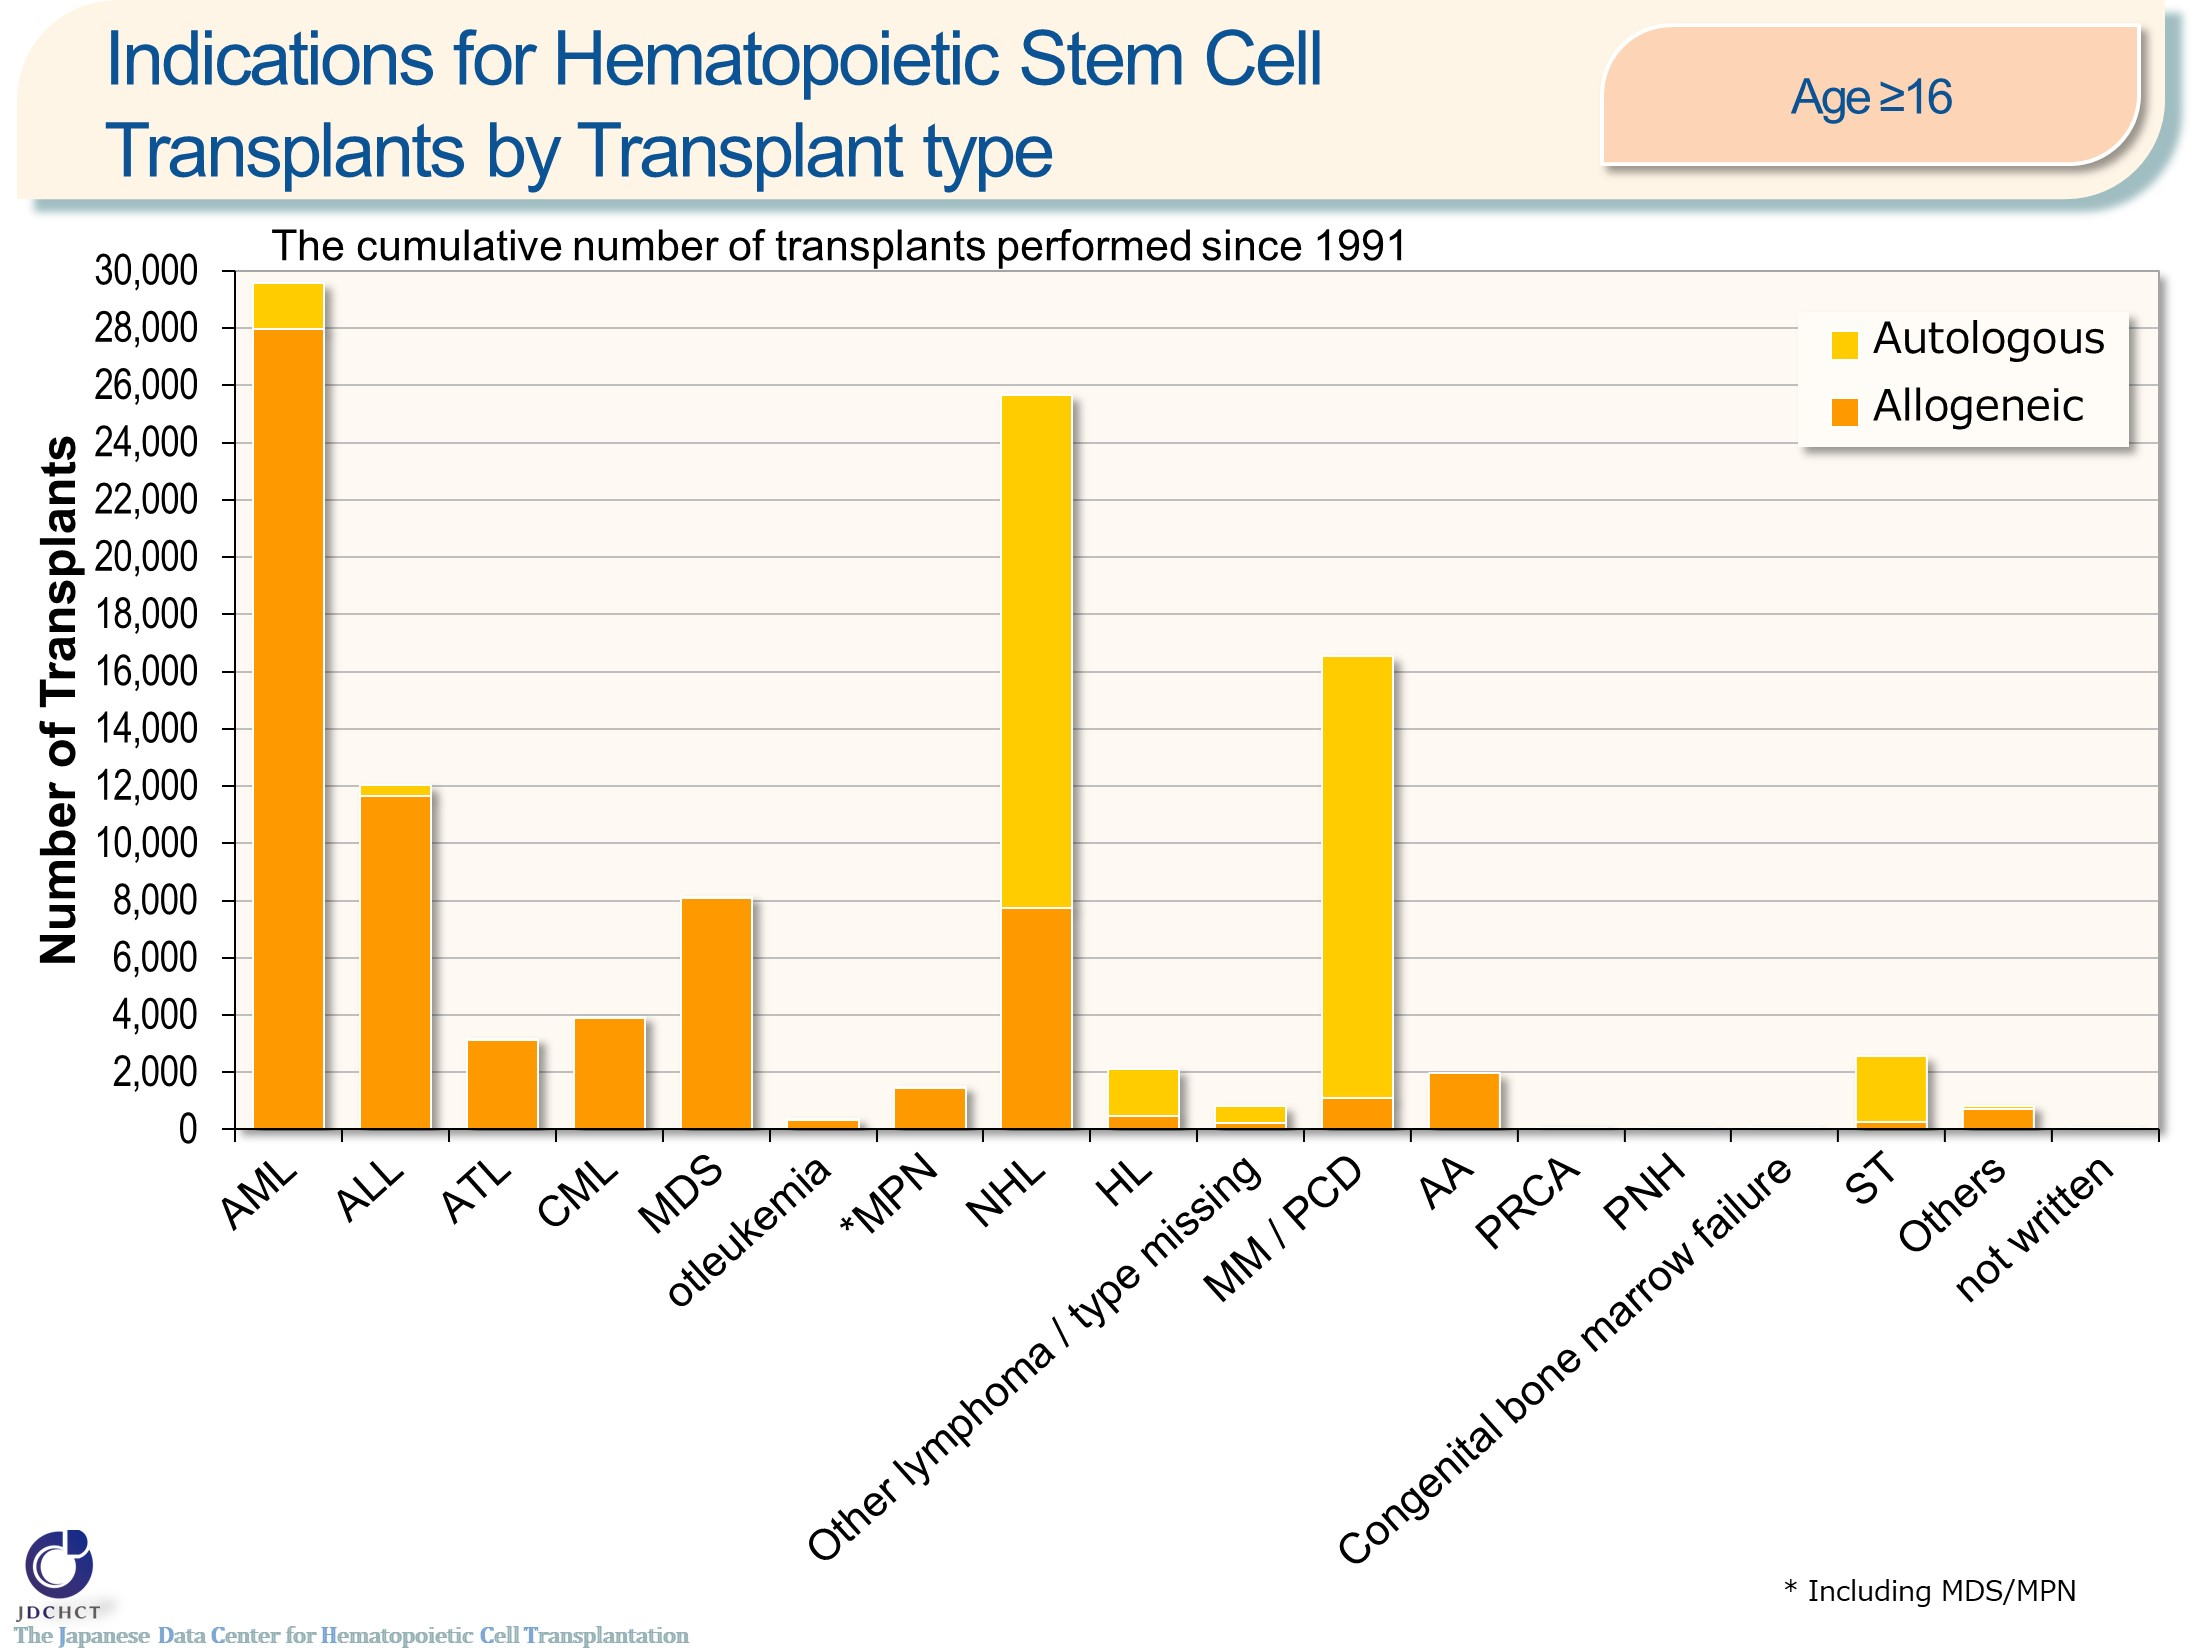 Indications for Hematopoietic Stem Cell
Transplants by Transplant type
Age ≥16
The cumulative number of transplants performed since 1991
Number of Transplants
30,000
28,000
26,000
24,000
22,000
20,000
18,000
16,000
14,000
12,000
10,000
8,000
6,000
4,000
2,000
0
Autologous
Allogeneic
AML
ALL
ATL
CML
MDS
otleukemia
*MPN
NHL
HL
Other lymphoma / type missing
MM / PCD
AA
PRCA
PNH
Congenital bone marrow failure
ST
Others
not written
* Including MDS/MPN
JDCHCT
The Japanese Data Center for Hematopoietic Cell Transplantation